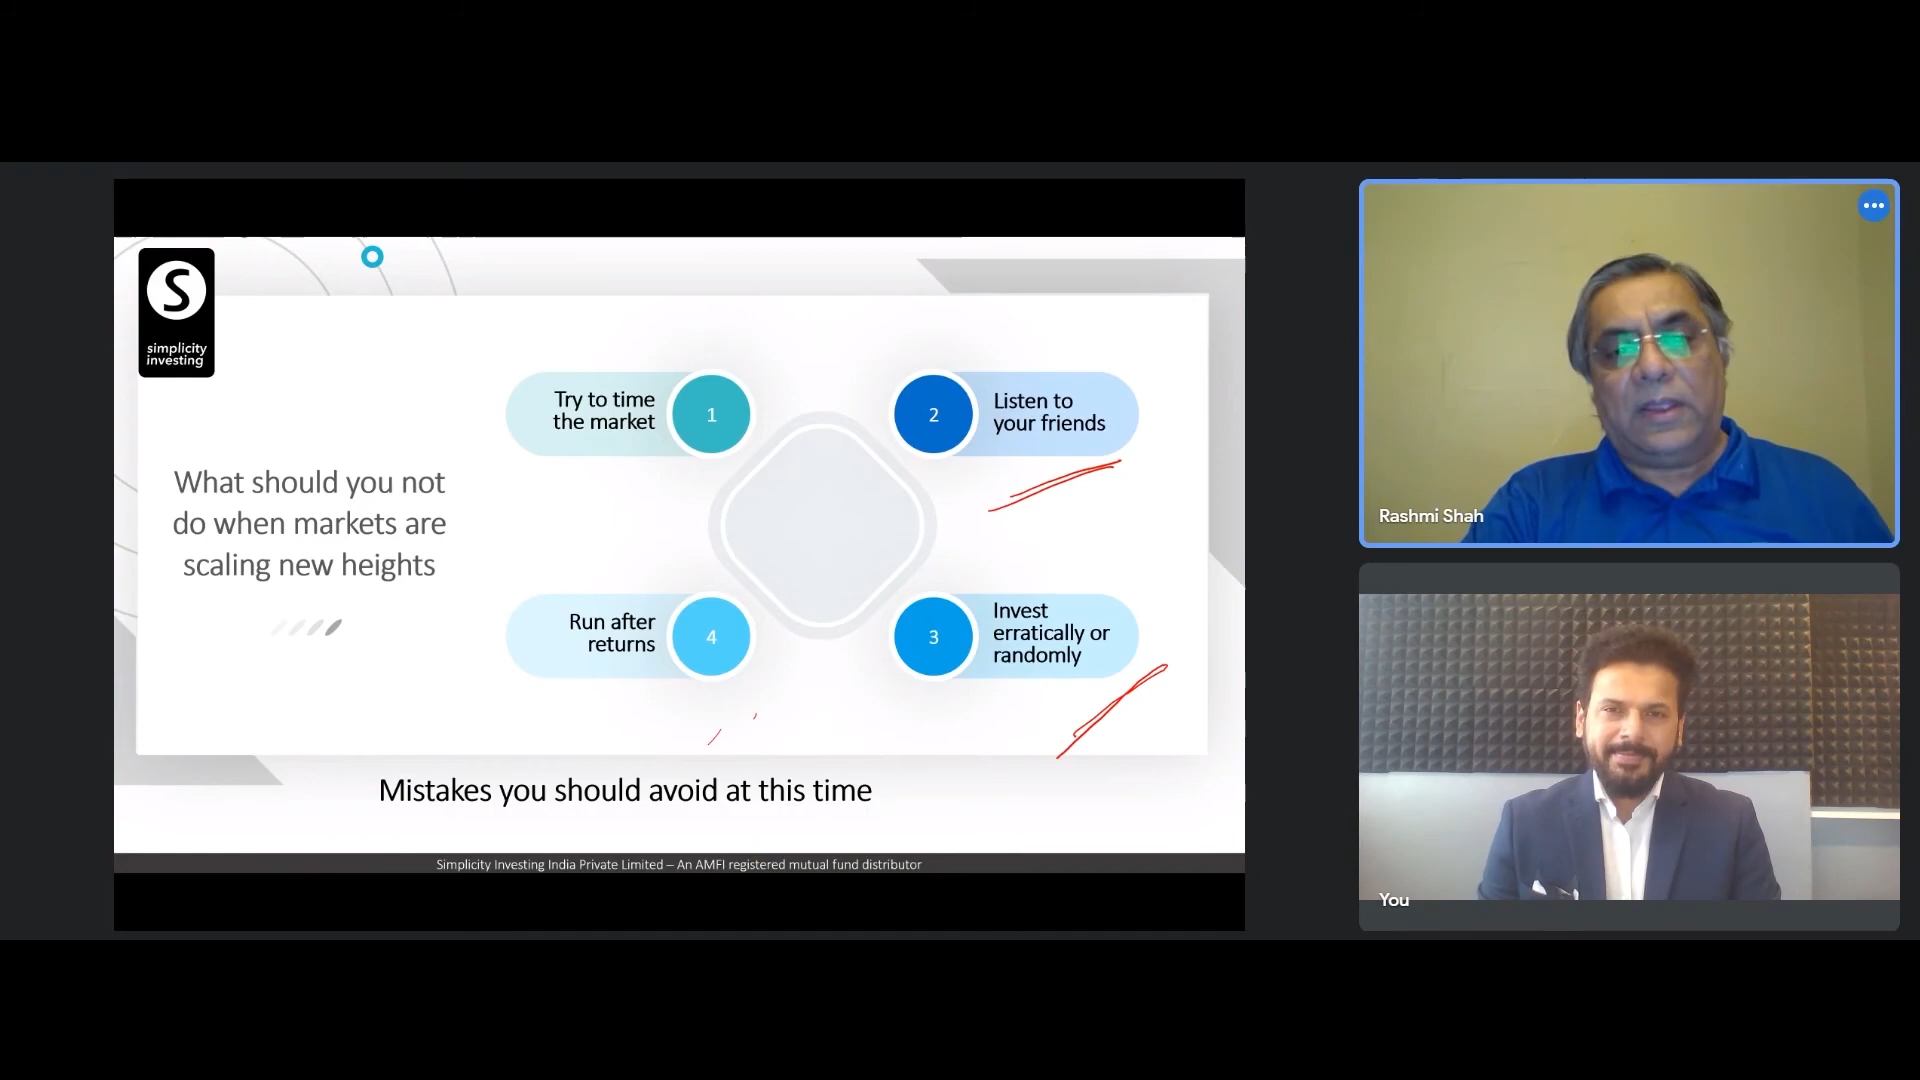 S
simplicity
investing
What should you not
do when markets are
scaling new heights
Try to time
the market
1
2
Listen to
your friends
Run after
returns
4
3
Invest
erratically or
randomly
Mistakes you should avoid at this time
Simplicity Investing India Private Limited – An AMFI registered mutual fund distributor
Rashmi Shah
You